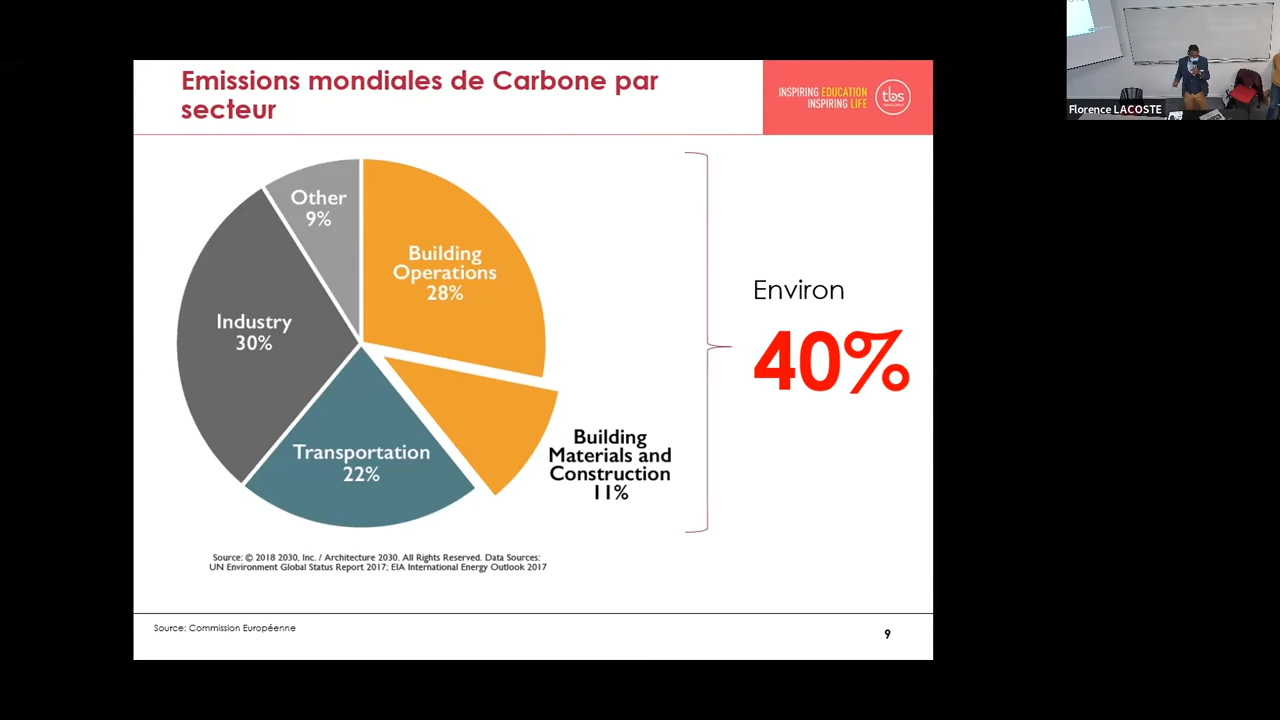 Emissions mondiales de Carbone par
secteur
INSPIRING EDUCATION
INSPIRING LIFE
tbs
Florence LACOSTE
Other
9%
Building
Operations
28%
Industry
30%
Transportation
22%
Building
Materials and
Construction
11%
Environ
40%
Source: © 2018 2030, Inc. / Architecture 2030. All Rights Reserved. Data Sources:
UN Environment Global Status Report 2017; EIA International Energy Outlook 2017
Source: Commission Européenne
9